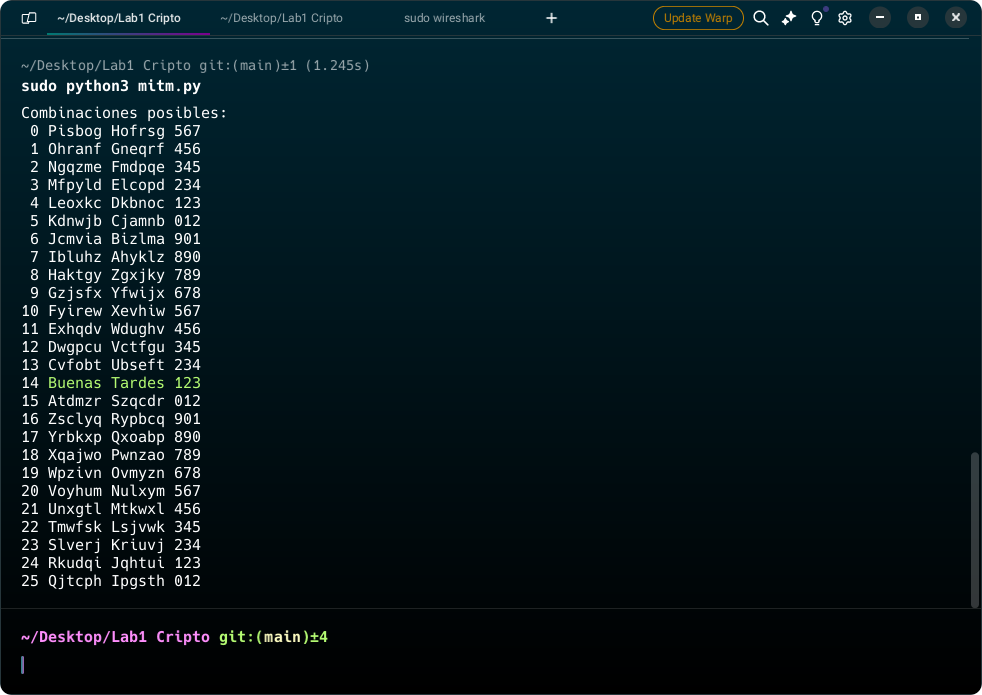 ~/Desktop/Lab1 Cripto ~/Desktop/Lab1 Cripto sudo wireshark + Update Warp
~/Desktop/Lab1 Cripto git:(main)±1 (1.245s)
sudo python3 mitm.py
Combinaciones posibles:
0 Pisbog Hofrsg 567
1 Ohranf Gneqrf 456
2 Ngqzme Fmdpqe 345
3 Mfpyld Elcopd 234
4 Leoxkc Dkbnoc 123
5 Kdnwjb Cjamnb 012
6 Jcmvia Bizlma 901
7 Ibluhz Ahyklz 890
8 Haktgy Zgxjky 789
9 Gzjsfx Yfwijx 678
10 Fyirew Xevhiw 567
11 Exhqdv Wdughv 456
12 Dwgpcu Vctfgu 345
13 Cvfobt Ubseft 234
14 Buenas Tardes 123
15 Atdmzr Szqcdr 012
16 Zsclyq Rypbcq 901
17 Yrbkxp Qxoabp 890
18 Xqajwo Pwnzao 789
19 Wpzivn Ovmyzn 678
20 Voyhum Nulxym 567
21 Unxgtl Mtkwxl 456
22 Tmwfsk Lsjvwk 345
23 Slverj Kriuvj 234
24 Rkudqi Jqhtui 123
25 Qjtcph Ipgsth 012
~/Desktop/Lab1 Cripto git:(main)±4